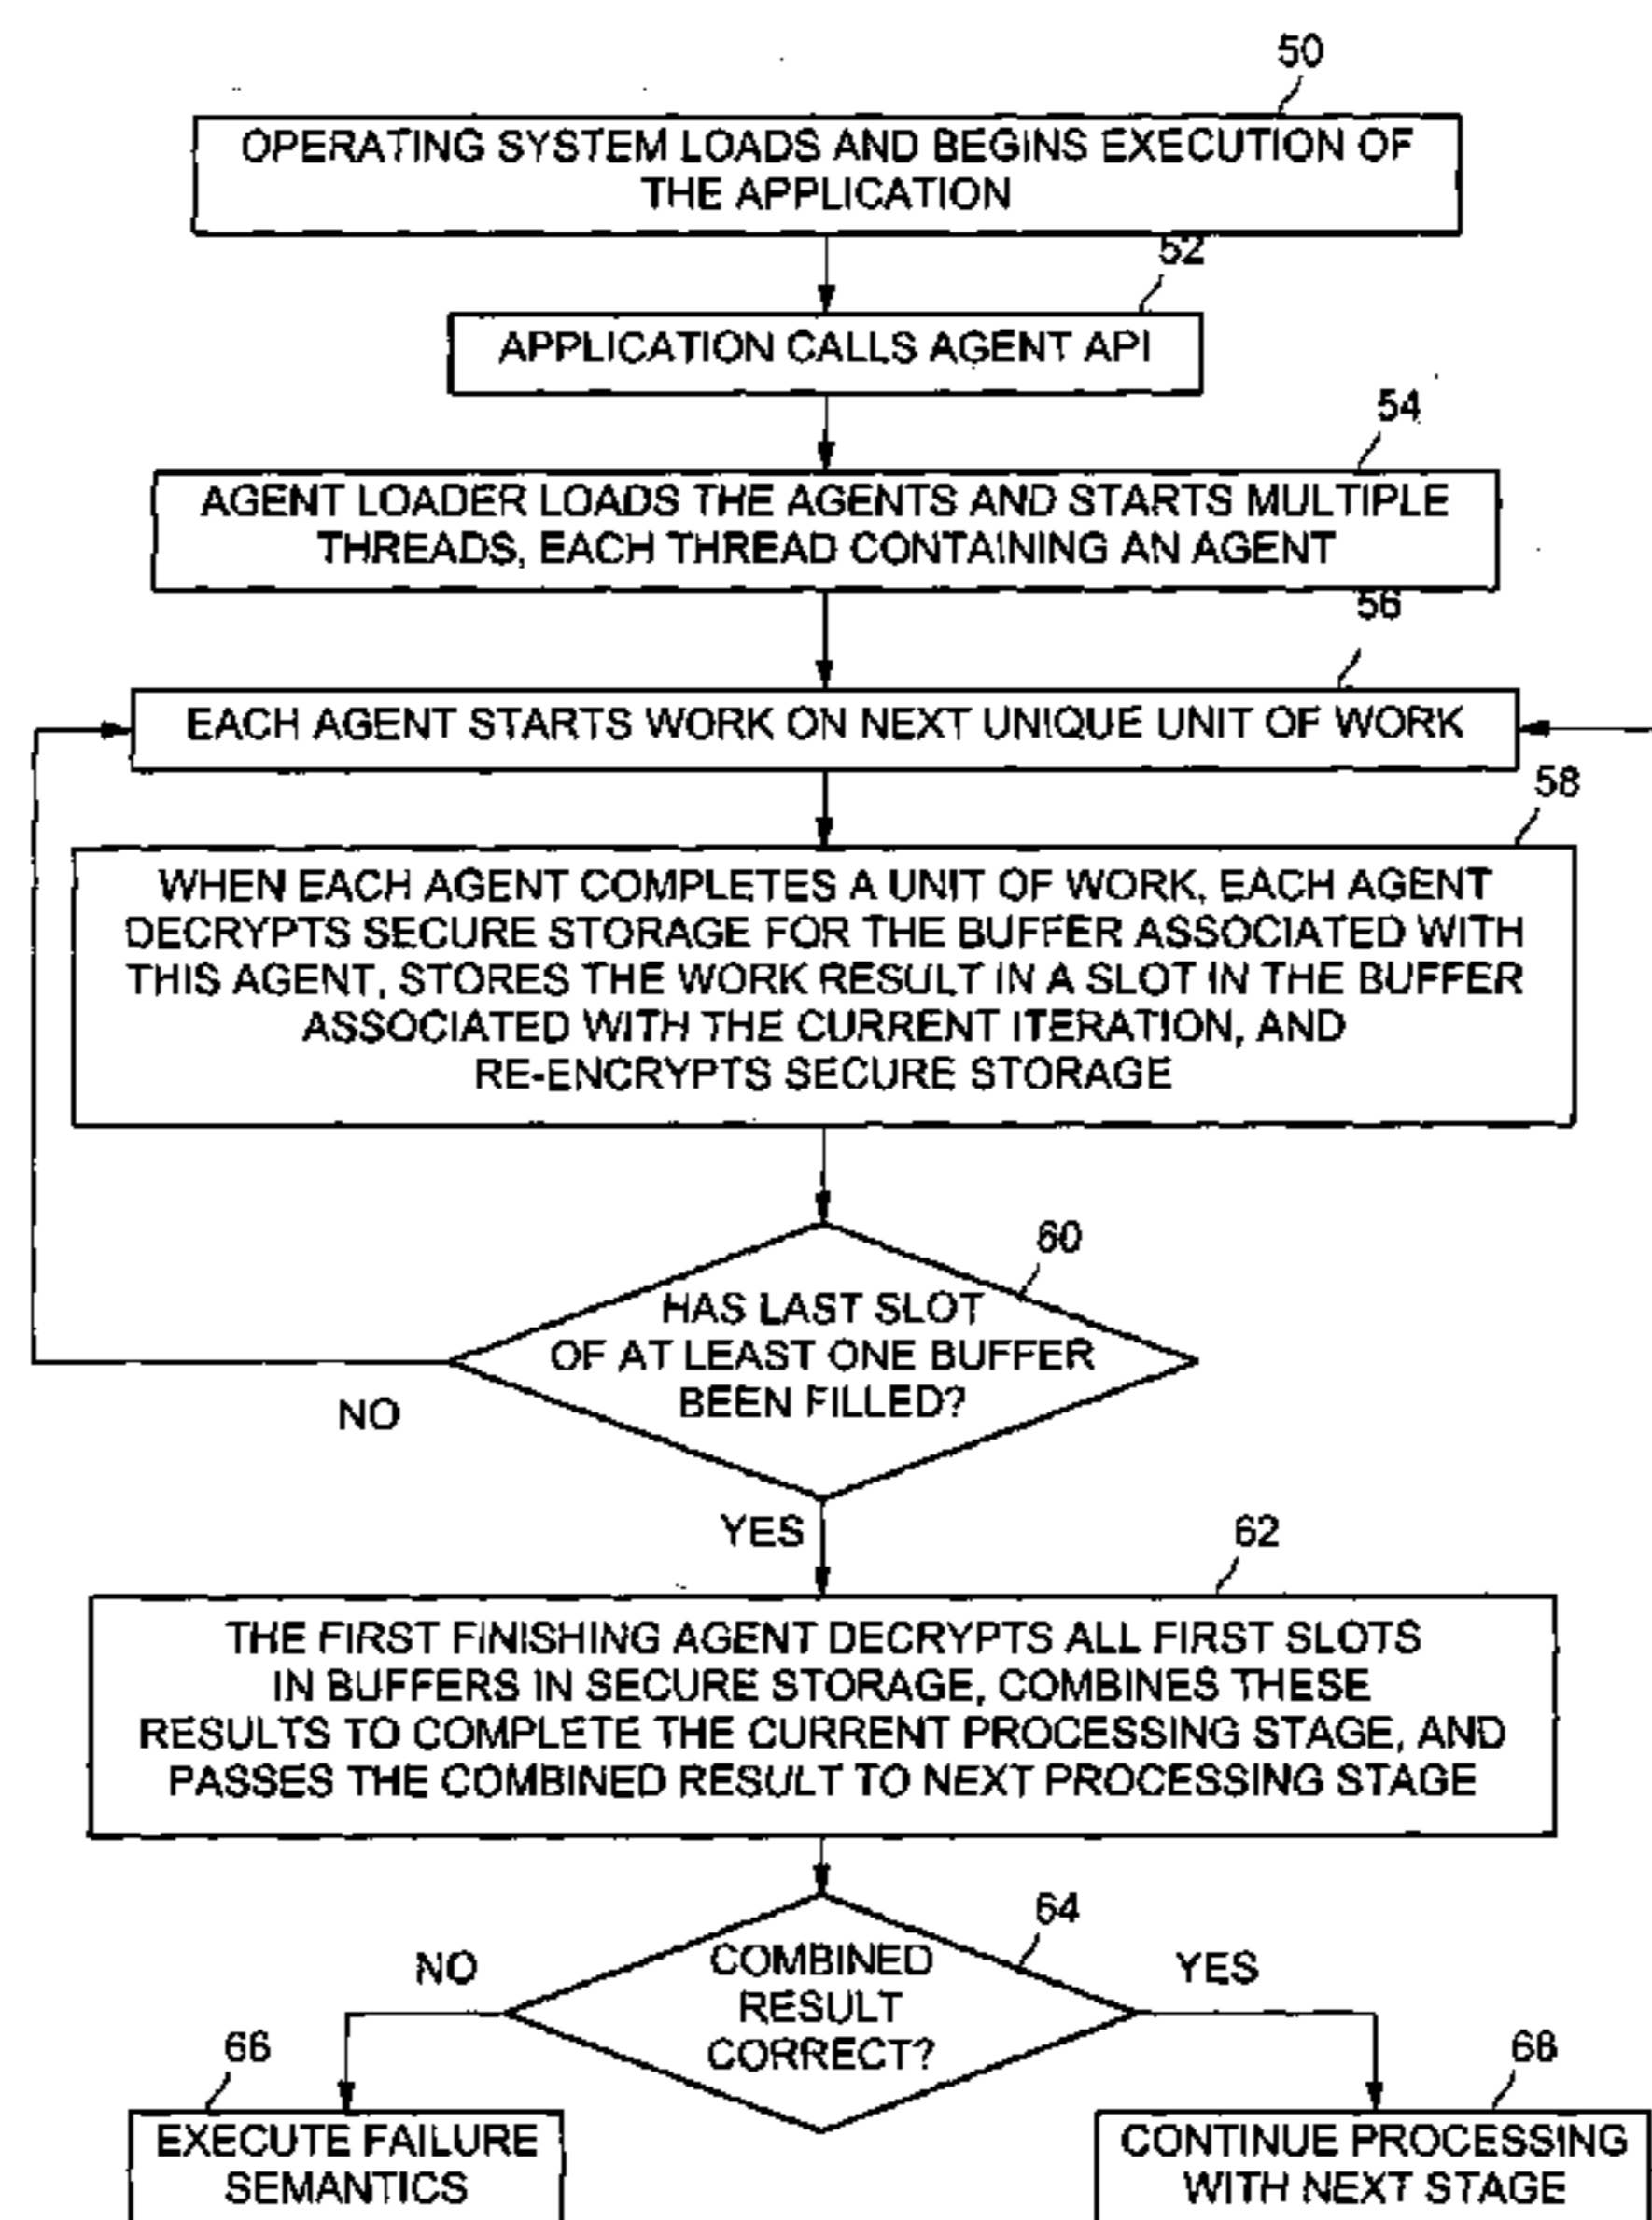 50
OPERATING SYSTEM LOADS AND BEGINS EXECUTION OF
THE APPLICATION
52
APPLICATION CALLS AGENT API
54
AGENT LOADER LOADS THE AGENTS AND STARTS MULTIPLE
THREADS, EACH THREAD CONTAINING AN AGENT
56
EACH AGENT STARTS WORK ON NEXT UNIQUE UNIT OF WORK
58
WHEN EACH AGENT COMPLETES A UNIT OF WORK, EACH AGENT
DECRYPTS SECURE STORAGE FOR THE BUFFER ASSOCIATED WITH
THIS AGENT, STORES THE WORK RESULT IN A SLOT IN THE BUFFER
ASSOCIATED WITH THE CURRENT ITERATION, AND
RE-ENCRYPTS SECURE STORAGE
60
HAS LAST SLOT
OF AT LEAST ONE BUFFER
BEEN FILLED?
NO
YES
62
THE FIRST FINISHING AGENT DECRYPTS ALL FIRST SLOTS
IN BUFFERS IN SECURE STORAGE, COMBINES THESE
RESULTS TO COMPLETE THE CURRENT PROCESSING STAGE, AND
PASSES THE COMBINED RESULT TO NEXT PROCESSING STAGE
64
NO
COMBINED
RESULT
CORRECT?
YES
66
EXECUTE FAILURE
SEMANTICS
68
CONTINUE PROCESSING
WITH NEXT STAGE